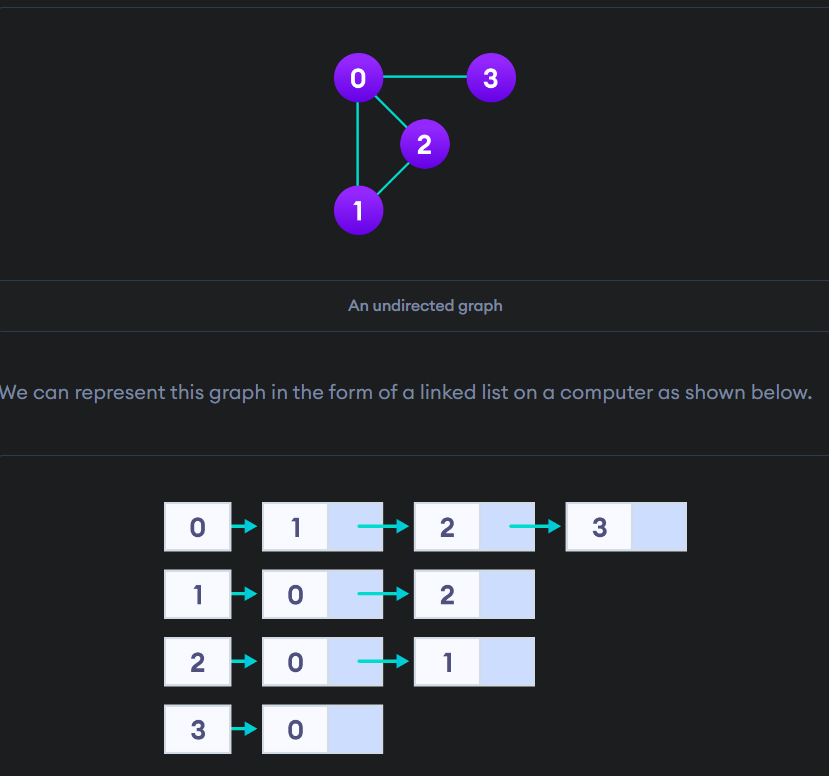 0 3
2
1
An undirected graph
We can represent this graph in the form of a linked list on a computer as shown below.
0 1 2 3
1 0 2
2 0 1
3 0